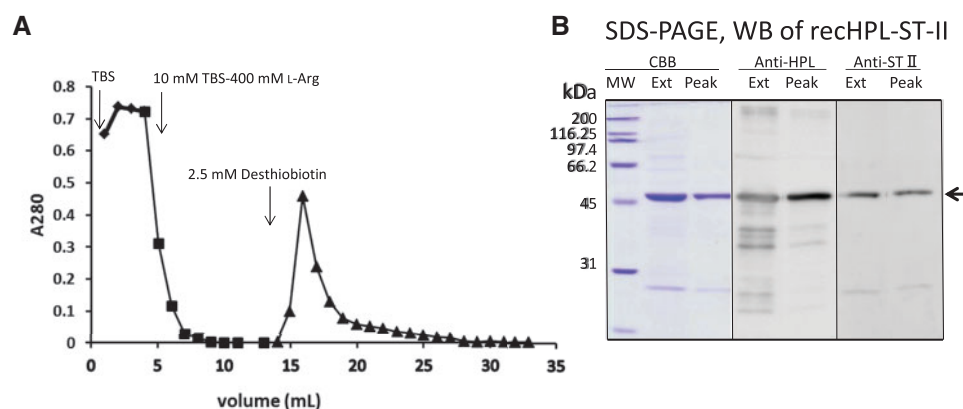 A
TBS
10 mM TBS-400 mM L-Arg
2.5 mM Desthiobiotin
0.8
0.7
0.6
0.5
0.4
0.3
0.2
0.1
0
A280
0 5 10 15 20 25 30 35
volume (mL)
B
SDS-PAGE, WB of recHPL-ST-II
CBB Anti-HPL Anti-ST II
kDa MW Ext Peak Ext Peak Ext Peak
200
116.25
97.4
66.2
45
31